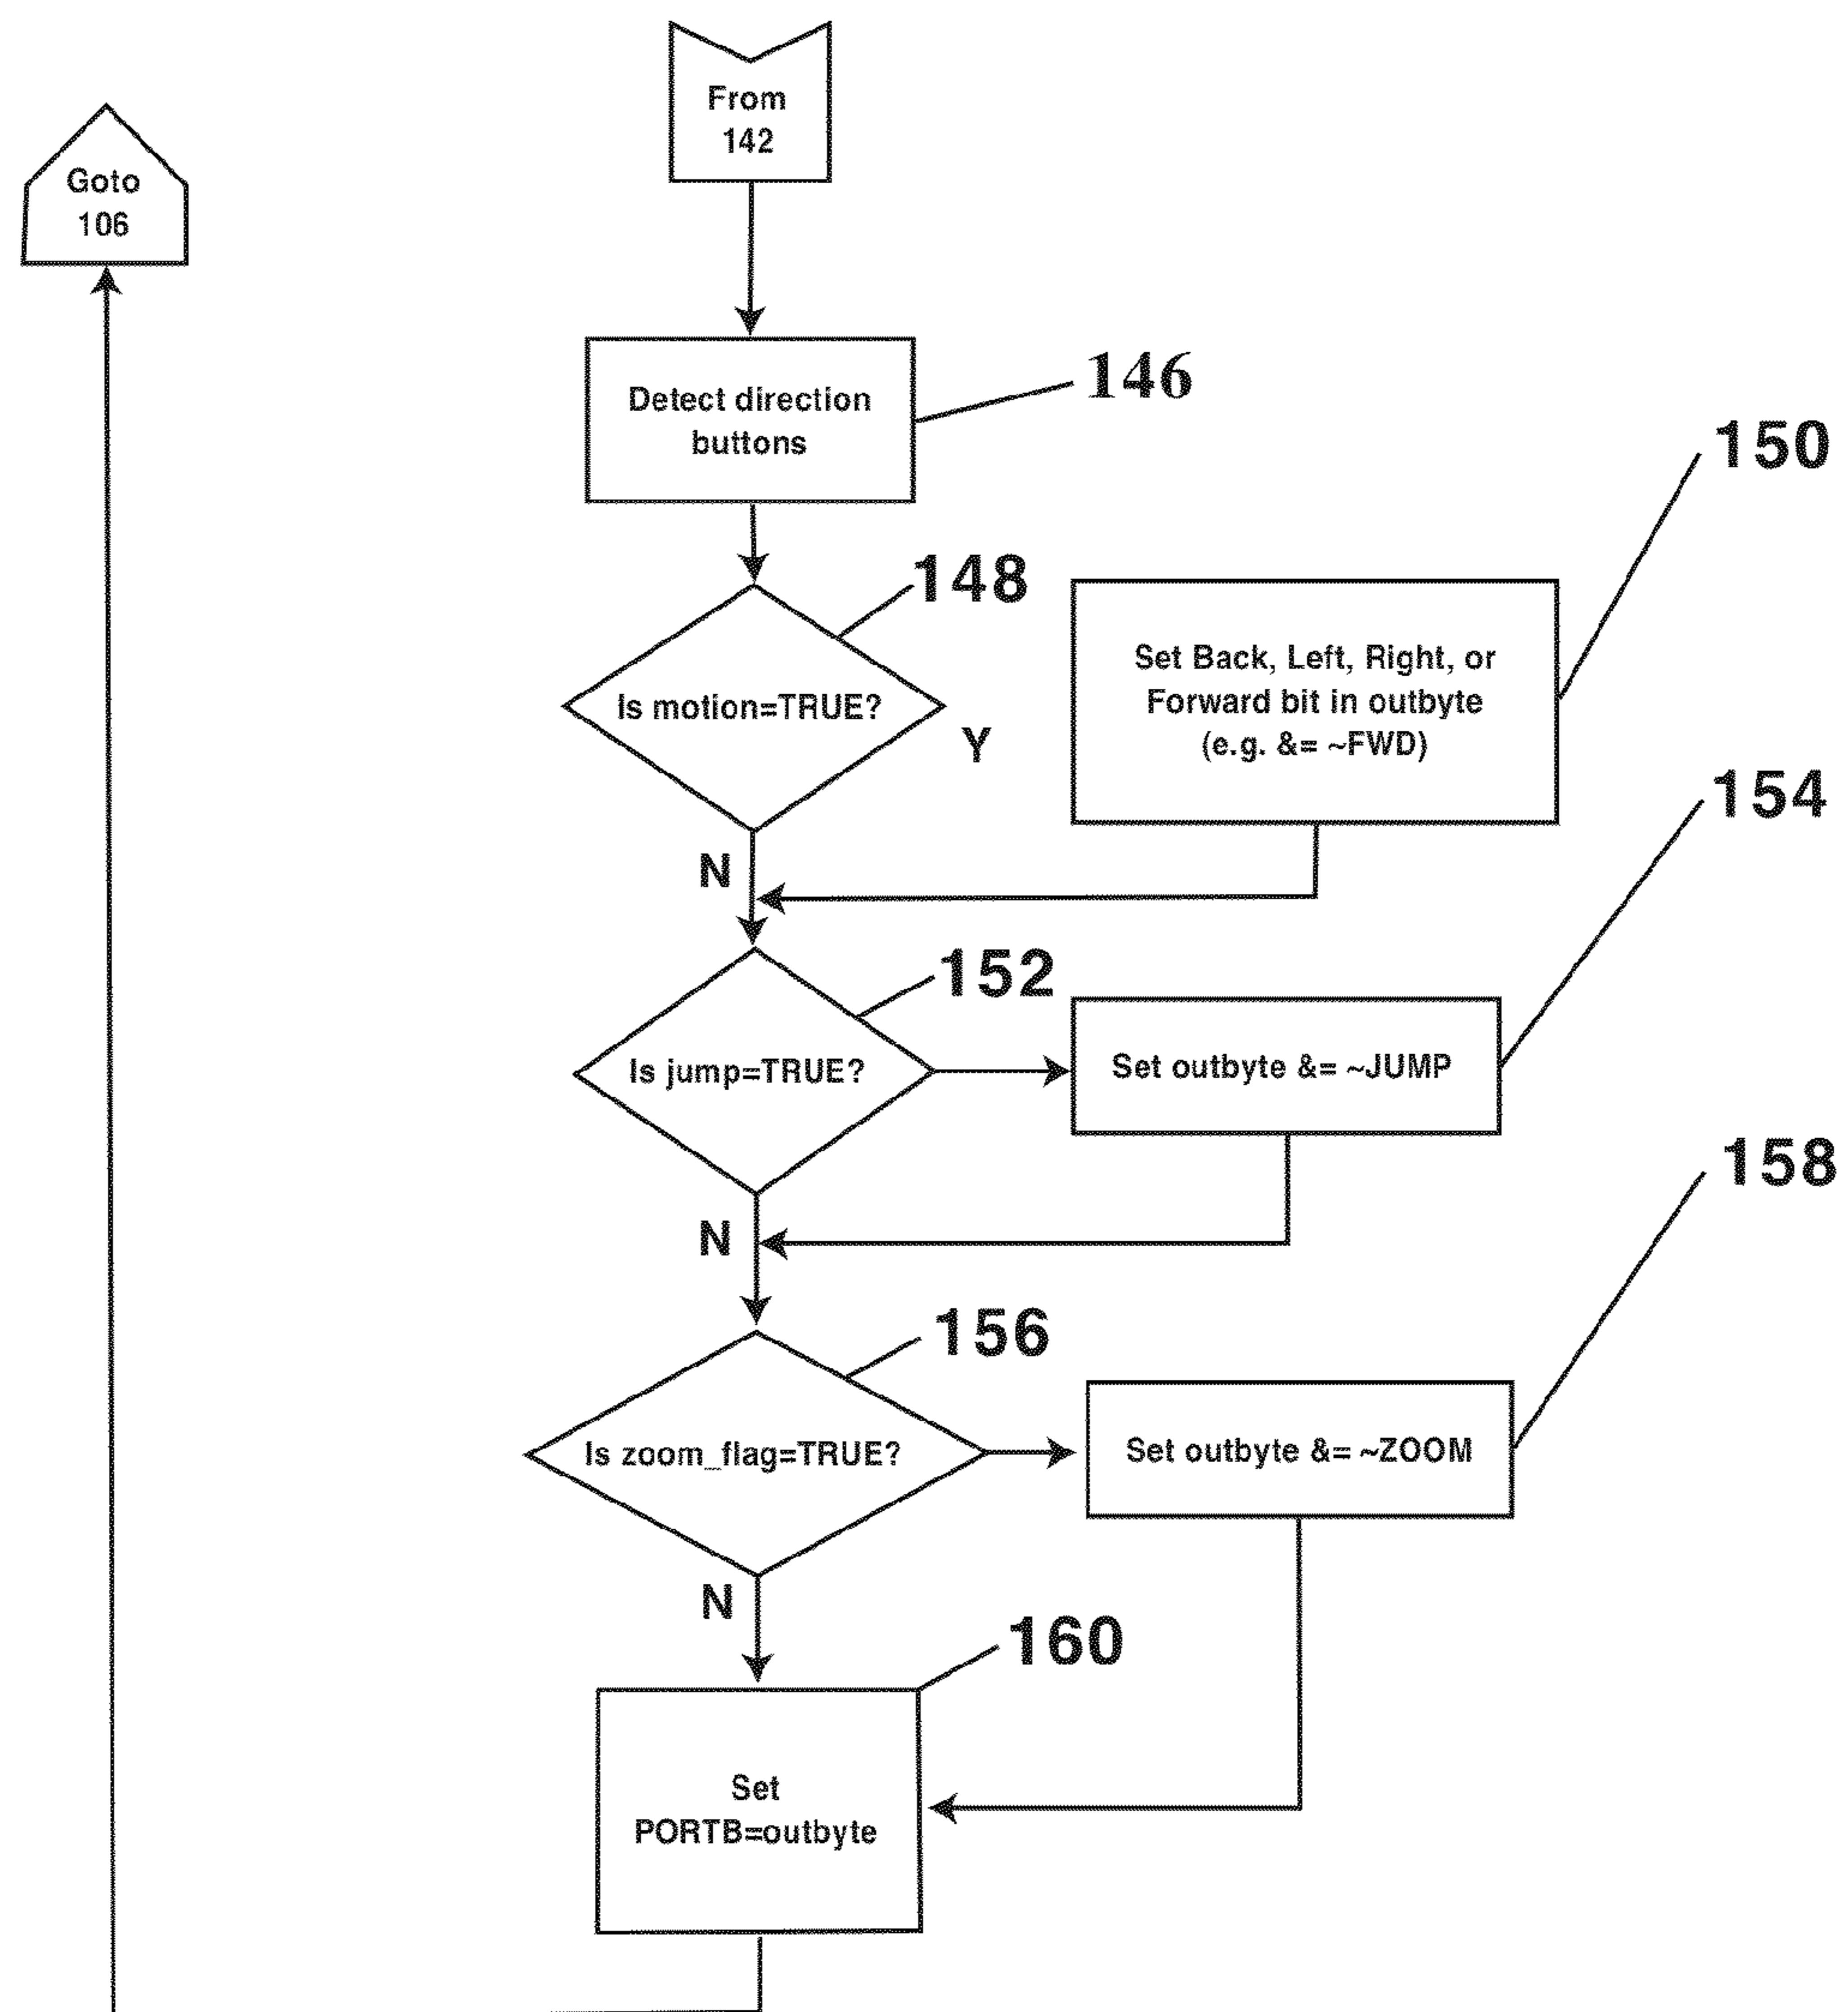 From
142
Goto
106
Detect direction
buttons
146
150
148
Is motion=TRUE?
Y
Set Back, Left, Right, or
Forward bit in outbyte
(e.g. &= ~FWD)
154
N
152
Is jump=TRUE?
Set outbyte &= ~JUMP
158
N
156
Is zoom_flag=TRUE?
Set outbyte &= ~ZOOM
N
160
Set
PORTB=outbyte